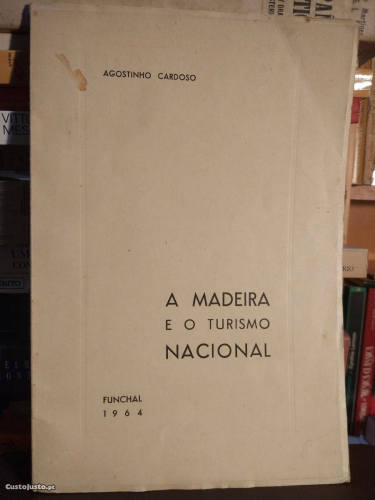 AGOSTINHO CARDOSO
A MADEIRA
E O TURISMO
NACIONAL
FUNCHAL
1964
CustoJusto.pt